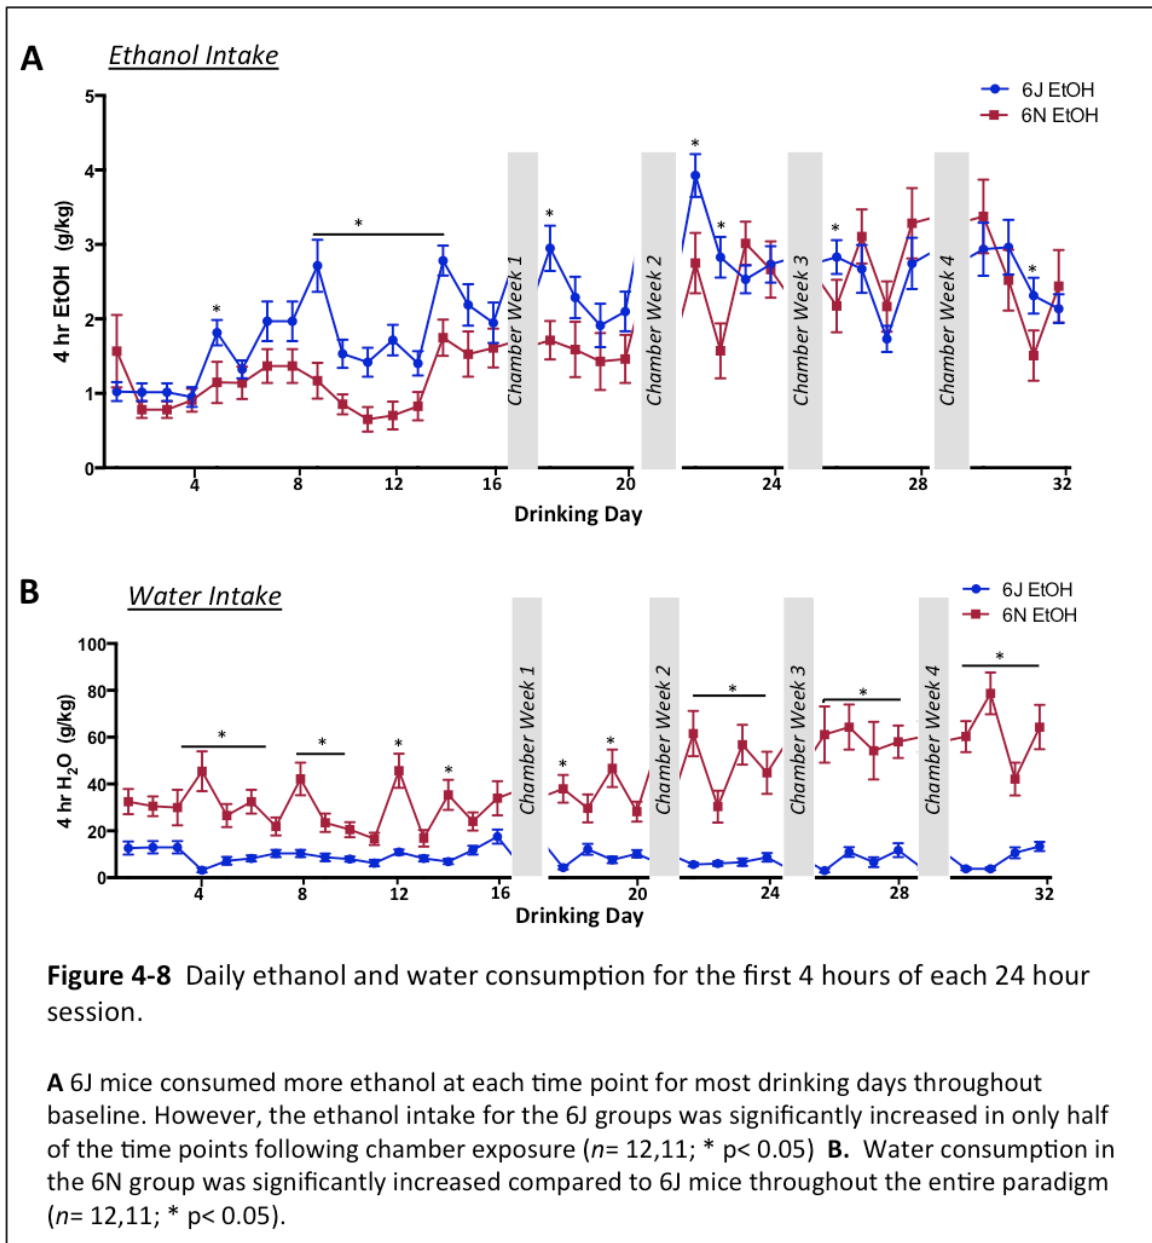 A
Ethanol Intake
6J EtOH
6N EtOH
5
4
3
2
1
0
4 hr EtOH (g/kg)
*
*
*
*
*
*
*
Chamber Week 1
Chamber Week 2
Chamber Week 3
Chamber Week 4
4
8
12
16
20
24
28
32
Drinking Day
B
Water Intake
6J EtOH
6N EtOH
100
80
60
40
20
0
4 hr H₂O (g/kg)
*
*
*
*
*
*
*
*
*
Chamber Week 1
Chamber Week 2
Chamber Week 3
Chamber Week 4
4
8
12
16
20
24
28
32
Drinking Day
Figure 4-8 Daily ethanol and water consumption for the first 4 hours of each 24 hour
session.
A 6J mice consumed more ethanol at each time point for most drinking days throughout
baseline. However, the ethanol intake for the 6J groups was significantly increased in only half
of the time points following chamber exposure (n= 12,11; * p< 0.05) B. Water consumption in
the 6N group was significantly increased compared to 6J mice throughout the entire paradigm
(n= 12,11; * p< 0.05).